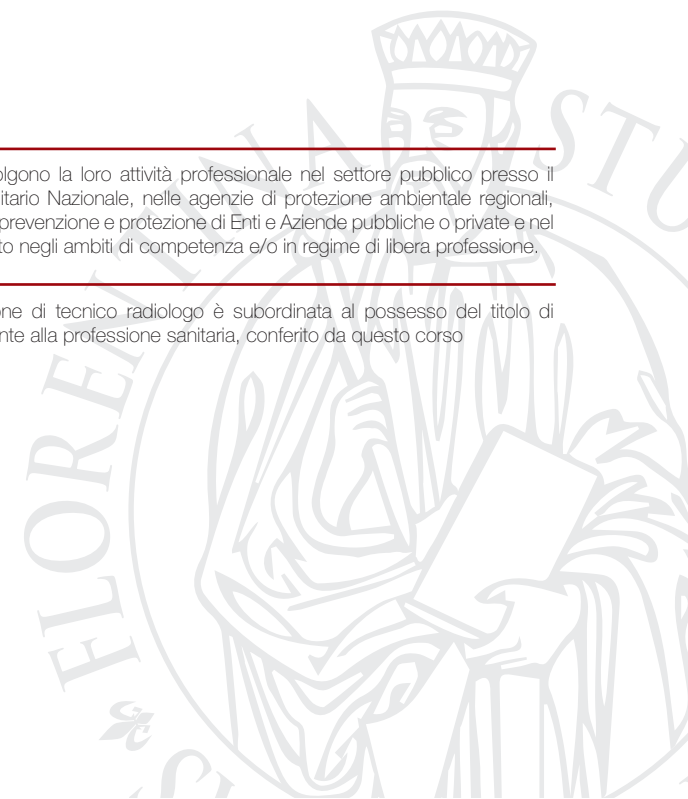 olgono la loro attività professionale nel settore pubblico presso il
itario Nazionale, nelle agenzie di protezione ambientale regionali,
prevenzione e protezione di Enti e Aziende pubbliche o private e nel
to negli ambiti di competenza e/o in regime di libera professione.
one di tecnico radiologo è subordinata al possesso del titolo di
nte alla professione sanitaria, conferito da questo corso
FLORENTINA STU
S